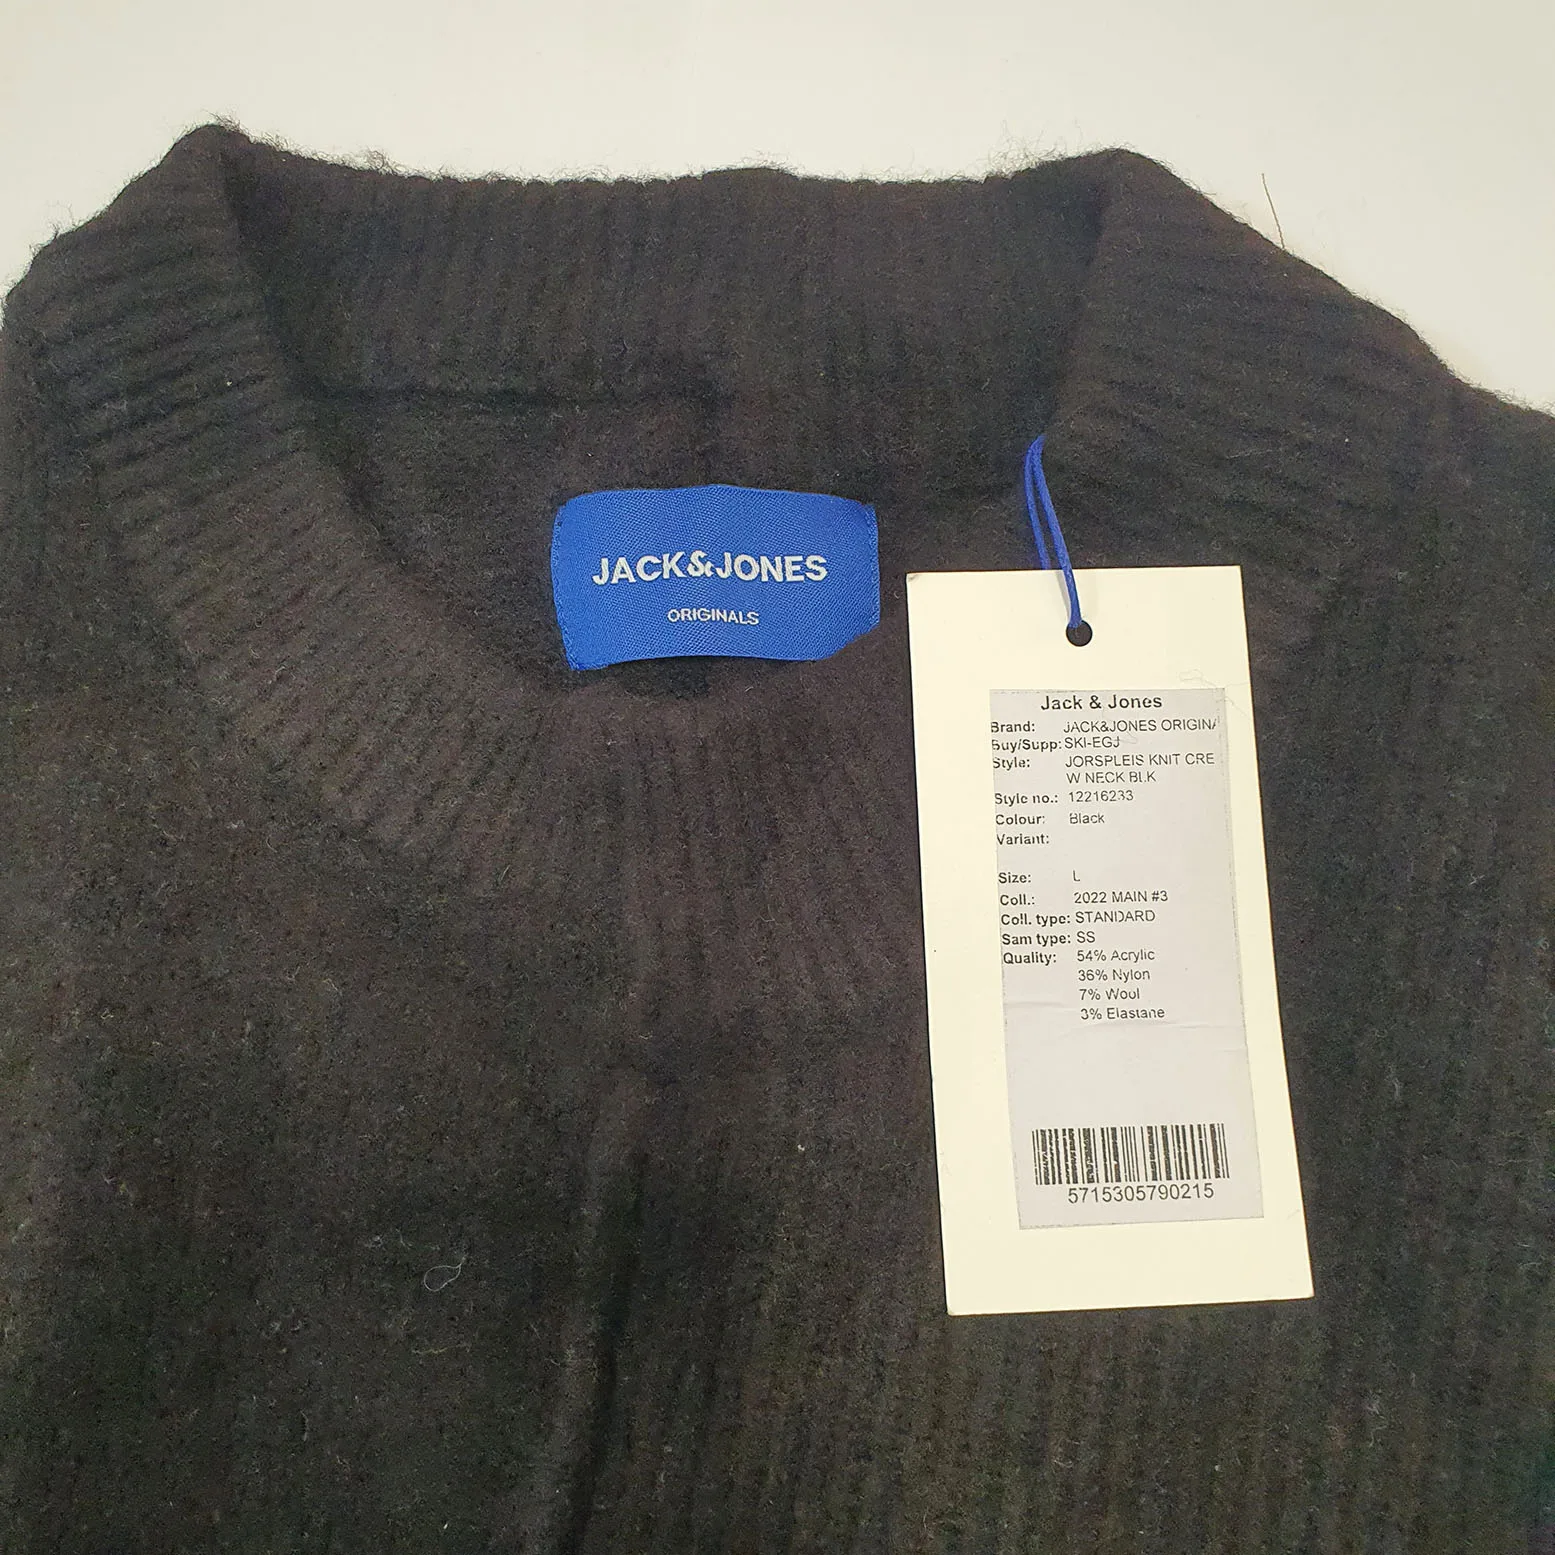 JACK&JONES
ORIGINALS
Jack & Jones
Brand: JACK&JONES ORIGINA
Buy/Supp: SKI-EGJ
Style: JORSPLEIS KNIT CRE
W NECK BLK
Style no.: 12216233
Colour: Black
Variant:
Size: L
Coll.: 2022 MAIN #3
Coll. type: STANDARD
Sam type: SS
Quality: 54% Acrylic
36% Nylon
7% Wool
3% Elastane
5715305790215